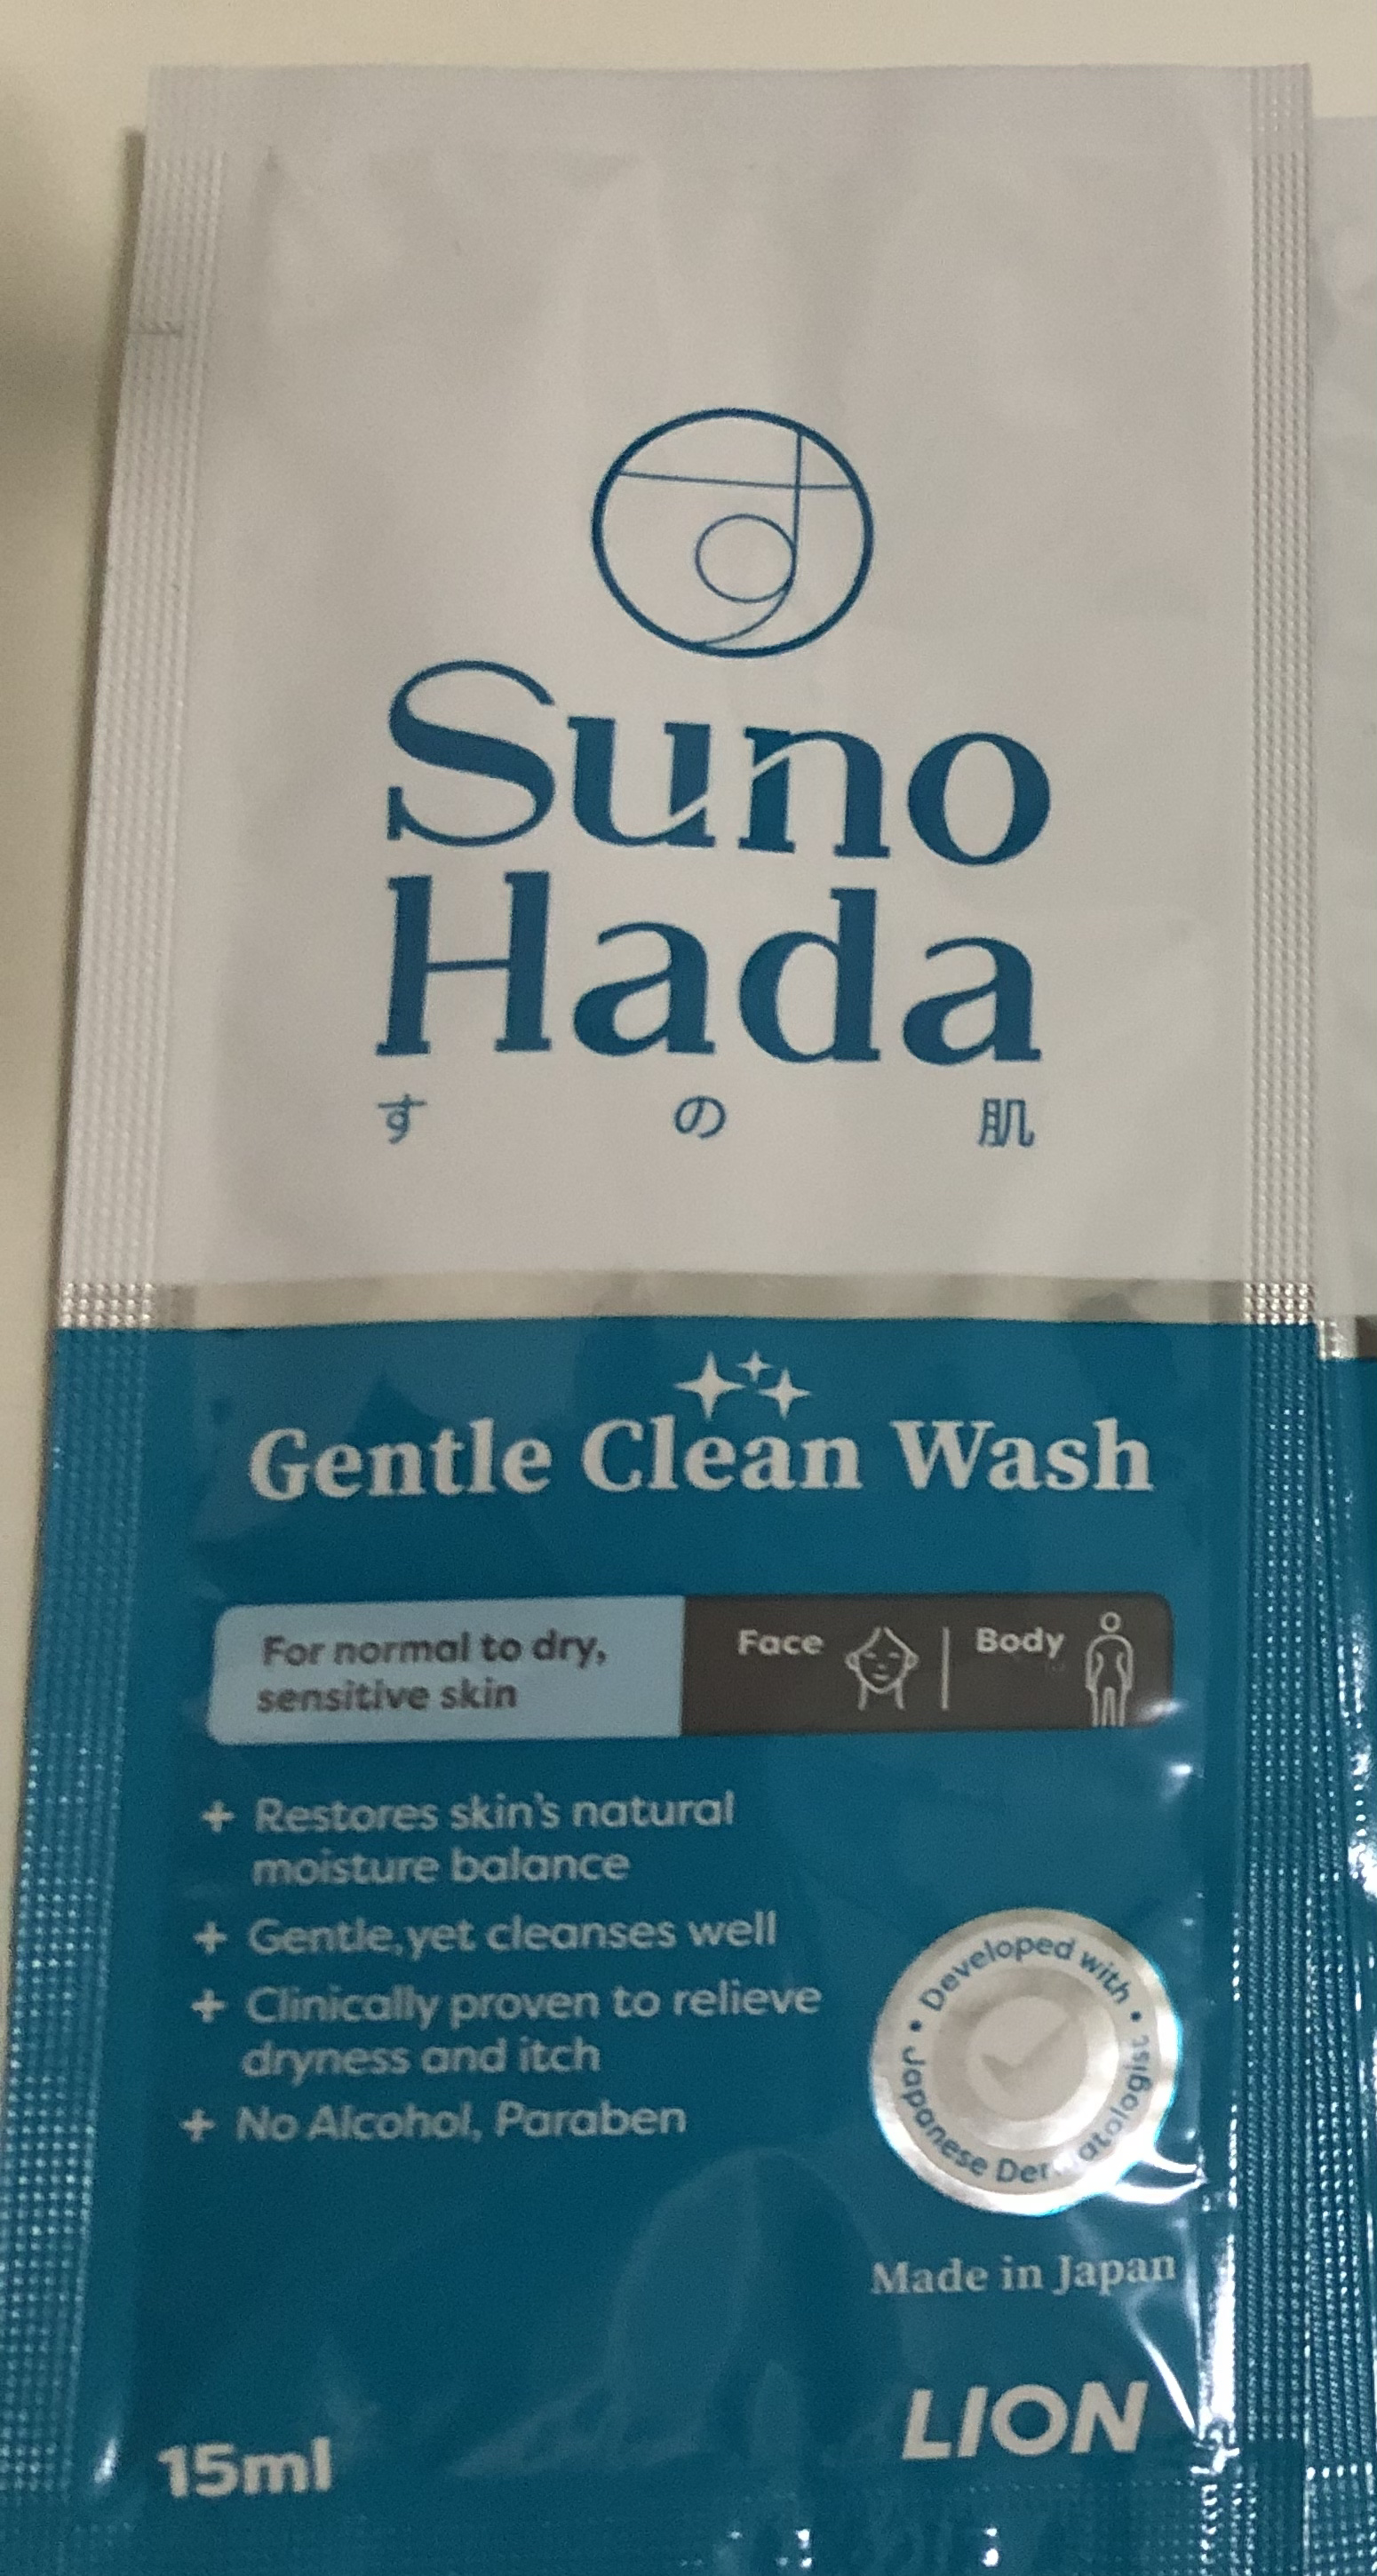 Suno
Hada
す の 肌
Gentle Clean Wash
For normal to dry,
sensitive skin
Face
Body
+ Restores skin's natural
moisture balance
+ Gentle, yet cleanses well
+ Clinically proven to relieve
dryness and itch
+ No Alcohol, Paraben
• Developed with •
Japanese Dermatologist
Made in Japan
LION
15ml